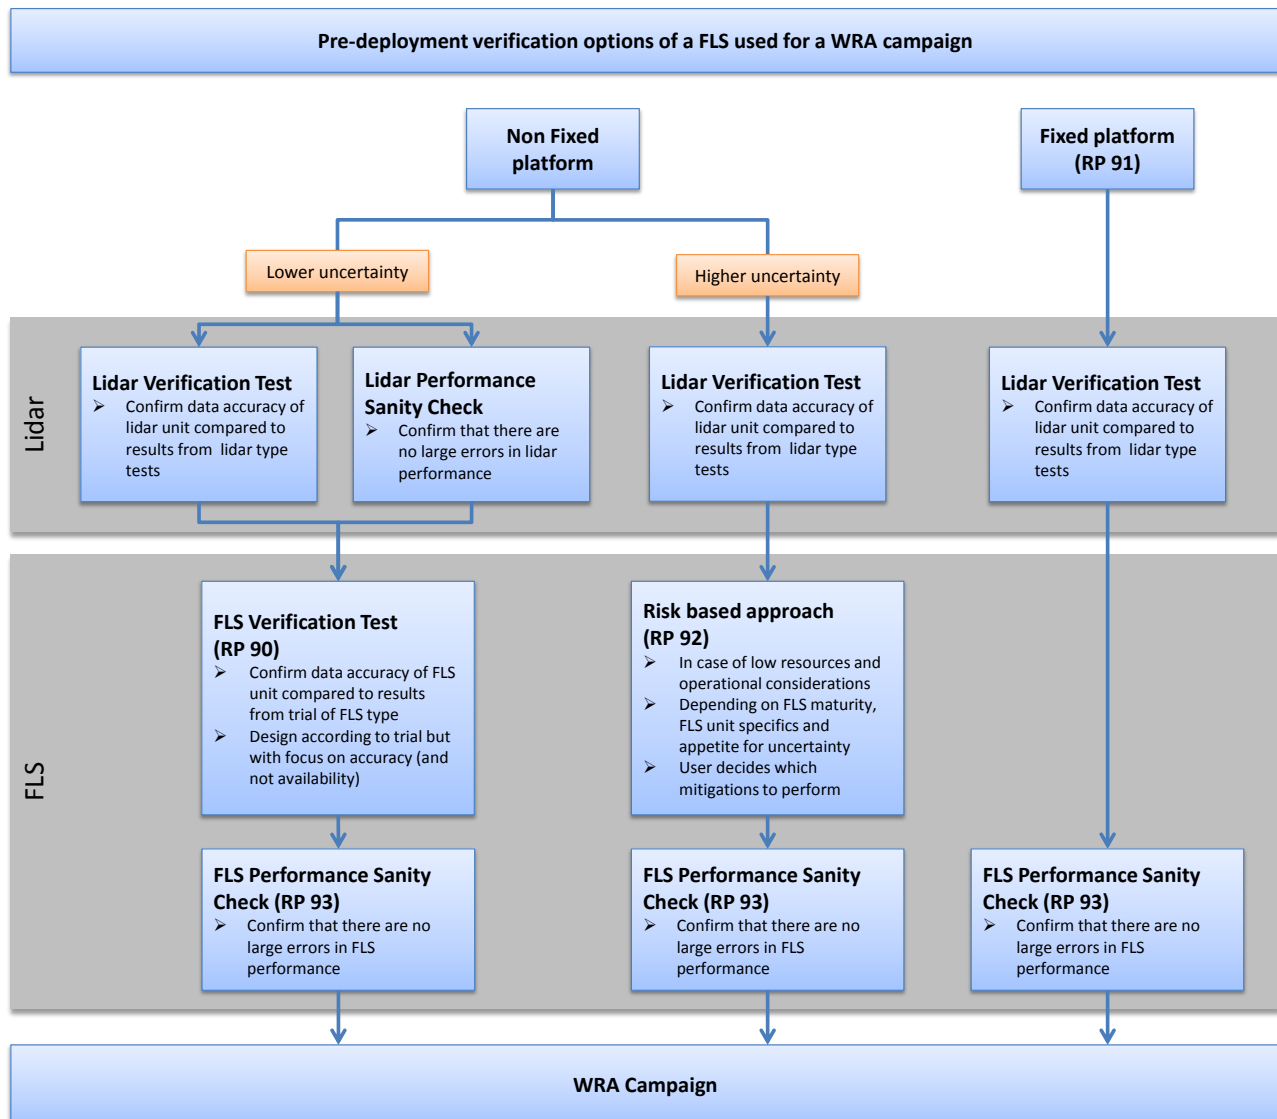 Pre-deployment verification options of a FLS used for a WRA campaign
Non Fixed
platform
Fixed platform
(RP 91)
Lower uncertainty
Higher uncertainty
Lidar
Lidar Verification Test
➢ Confirm data accuracy of
lidar unit compared to
results from lidar type
tests
Lidar Performance
Sanity Check
➢ Confirm that there are
no large errors in lidar
performance
Lidar Verification Test
➢ Confirm data accuracy of
lidar unit compared to
results from lidar type
tests
Lidar Verification Test
➢ Confirm data accuracy of
lidar unit compared to
results from lidar type
tests
FLS
FLS Verification Test
(RP 90)
➢ Confirm data accuracy of FLS
unit compared to results
from trial of FLS type
➢ Design according to trial but
with focus on accuracy (and
not availability)
Risk based approach
(RP 92)
➢ In case of low resources and
operational considerations
➢ Depending on FLS maturity,
FLS unit specifics and
appetite for uncertainty
➢ User decides which
mitigations to perform
FLS Performance Sanity
Check (RP 93)
➢ Confirm that there are no
large errors in FLS
performance
FLS Performance Sanity
Check (RP 93)
➢ Confirm that there are no
large errors in FLS
performance
FLS Performance Sanity
Check (RP 93)
➢ Confirm that there are no
large errors in FLS
performance
WRA Campaign